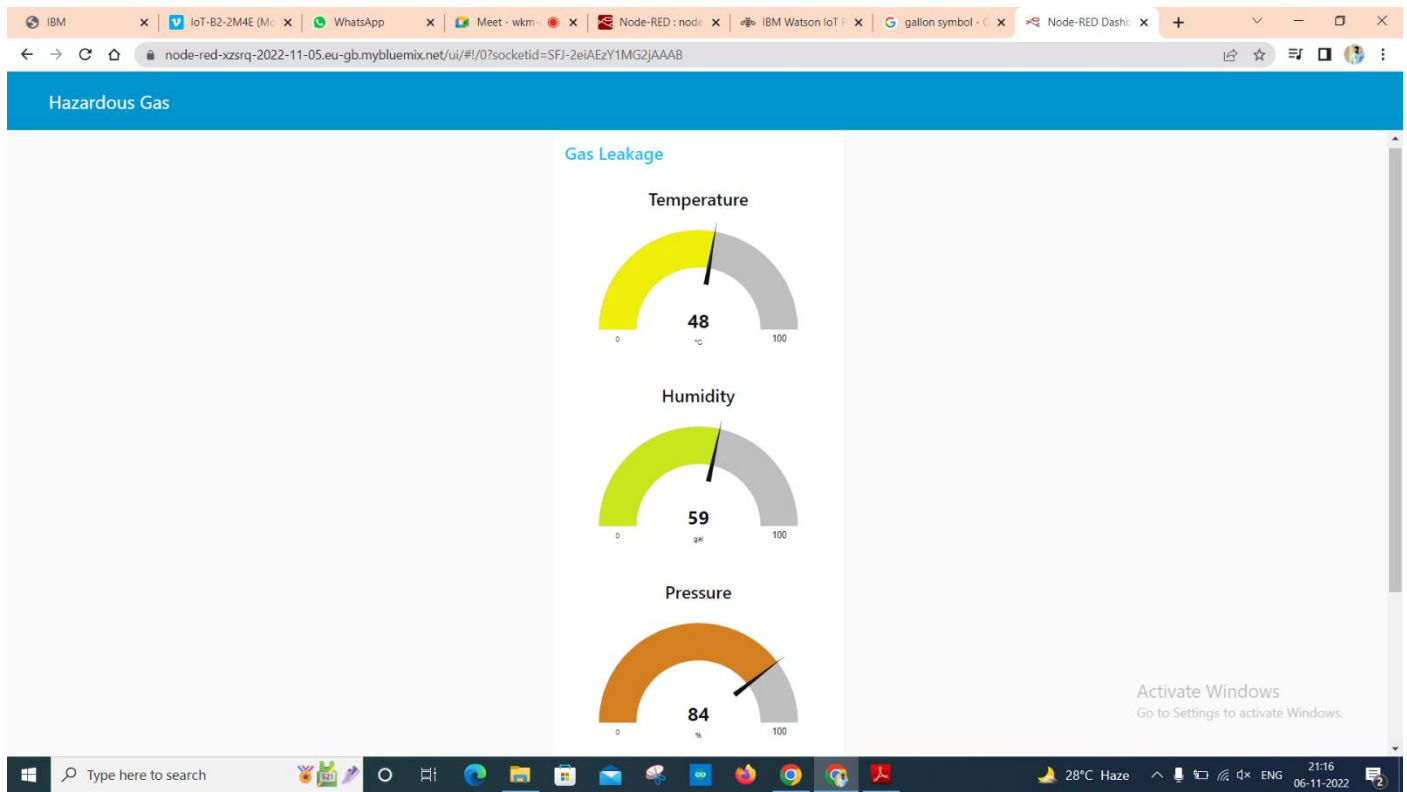 IBM
IoT-B2-2M4E (Mo
WhatsApp
Meet - wkm-
Node-RED : node
IBM Watson IoT P
gallon symbol - G
Node-RED Dashb
node-red-xzsrq-2022-11-05.eu-gb.mybluemix.net/ui/#!/0?socketid=SFJ-2eiAEzY1MG2jAAAB
Hazardous Gas
Gas Leakage
Temperature
48
0 °C 100
Humidity
59
0 gal 100
Pressure
84
0 % 100
Activate Windows
Go to Settings to activate Windows.
Type here to search
28°C Haze
ENG
21:16
06-11-2022
2